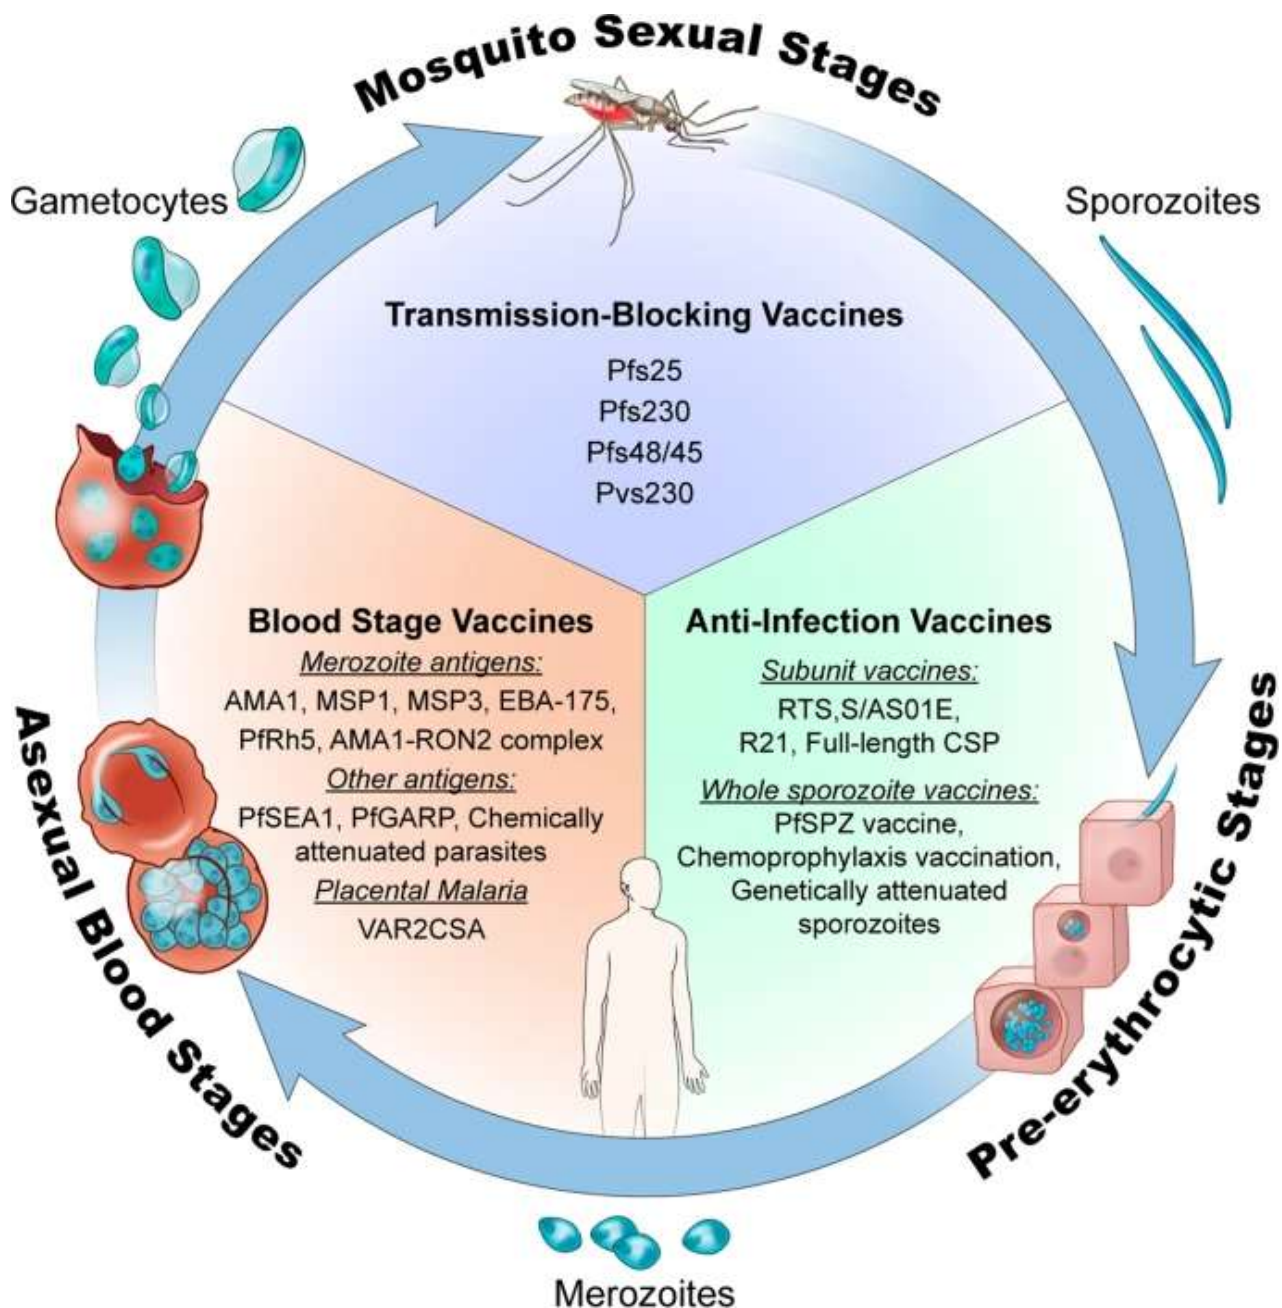 Mosquito Sexual Stages
Gametocytes
Sporozoites
Transmission-Blocking Vaccines
Pfs25
Pfs230
Pfs48/45
Pvs230
Blood Stage Vaccines
Merozoite antigens:
AMA1, MSP1, MSP3, EBA-175,
PfRh5, AMA1-RON2 complex
Other antigens:
PfSEA1, PfGARP, Chemically
attenuated parasites
Placental Malaria
VAR2CSA
Anti-Infection Vaccines
Subunit vaccines:
RTS,S/AS01E,
R21, Full-length CSP
Whole sporozoite vaccines:
PfSPZ vaccine,
Chemoprophylaxis vaccination,
Genetically attenuated
sporozoites
Asexual Blood Stages
Pre-erythrocytic Stages
Merozoites